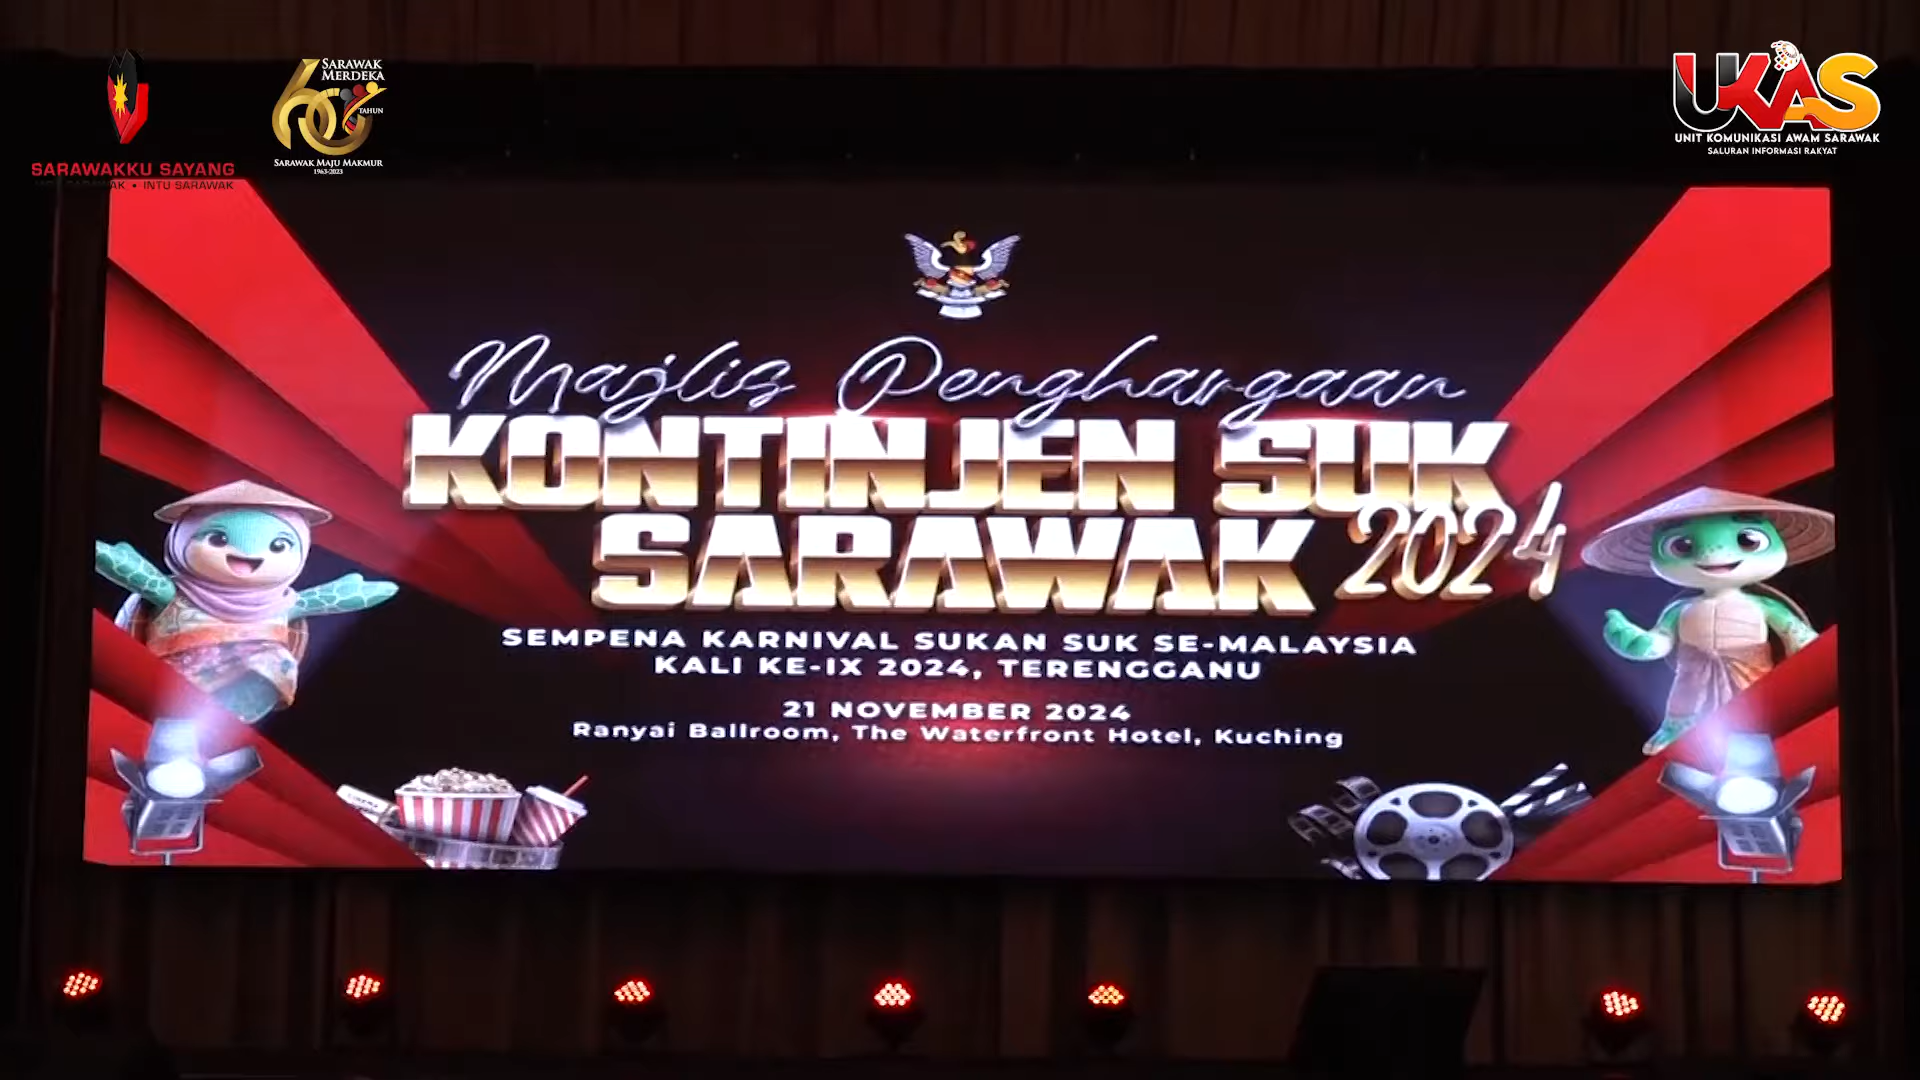 SARAWAKKU SAYANG
INTU SARAWAK
SARAWAK
MERDEKA
60
TAHUN
SARAWAK MAJU MAKMUR
1963-2023
UKAS
UNIT KOMUNIKASI AWAM SARAWAK
SALURAN INFORMASI RAKYAT
Majlis Penghargaan
KONTINJEN SUK
SARAWAK 2024
SEMPENA KARNIVAL SUKAN SUK SE-MALAYSIA
KALI KE-IX 2024, TERENGGANU
21 NOVEMBER 2024
Ranyai Ballroom, The Waterfront Hotel, Kuching
CINEMA